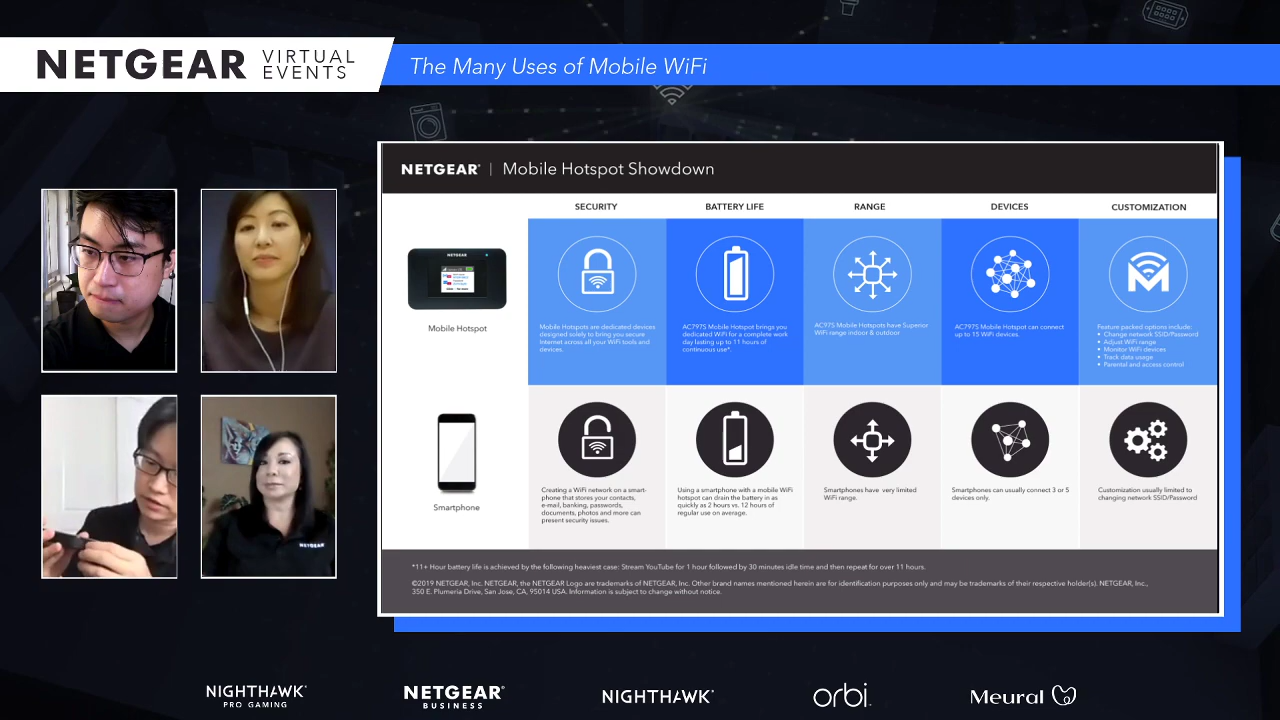 NETGEAR VIRTUAL EVENTS
The Many Uses of Mobile WiFi
NETGEAR® | Mobile Hotspot Showdown
SECURITY BATTERY LIFE RANGE DEVICES CUSTOMIZATION
NETGEAR
Mobile Hotspot
Mobile Hotspots are dedicated devices
designed solely to bring you secure
Internet across all your WiFi tools and
devices.
AC797S Mobile Hotspot brings you
dedicated WiFi for a complete work
day lasting up to 11 hours of
continuous use*.
AC797S Mobile Hotspots have Superior
WiFi range indoor & outdoor
AC797S Mobile Hotspot can connect
up to 15 WiFi devices.
Feature packed options include:
• Change network SSID/Password
• Adjust WiFi range
• Monitor WiFi devices
• Track data usage
• Parental and access control
Smartphone
Creating a WiFi network on a smart-
phone that stores your contacts,
e-mail, banking, passwords,
documents, photos and more can
present security issues.
Using a smartphone with a mobile WiFi
hotspot can drain the battery in as
quickly as 2 hours vs. 12 hours of
regular use on average.
Smartphones have very limited
WiFi range.
Smartphones can usually connect 3 or 5
devices only.
Customization usually limited to
changing network SSID/Password
NETGEAR
*11+ Hour battery life is achieved by the following heaviest case: Stream YouTube for 1 hour followed by 30 minutes idle time and then repeat for over 11 hours.
©2019 NETGEAR, Inc. NETGEAR, the NETGEAR Logo are trademarks of NETGEAR, Inc. Other brand names mentioned herein are for identification purposes only and may be trademarks of their respective holder(s). NETGEAR, Inc.,
350 E. Plumeria Drive, San Jose, CA, 95014 USA. Information is subject to change without notice.
NIGHTHAWK® PRO GAMING
NETGEAR® BUSINESS
NIGHTHAWK®
orbi™
Meural